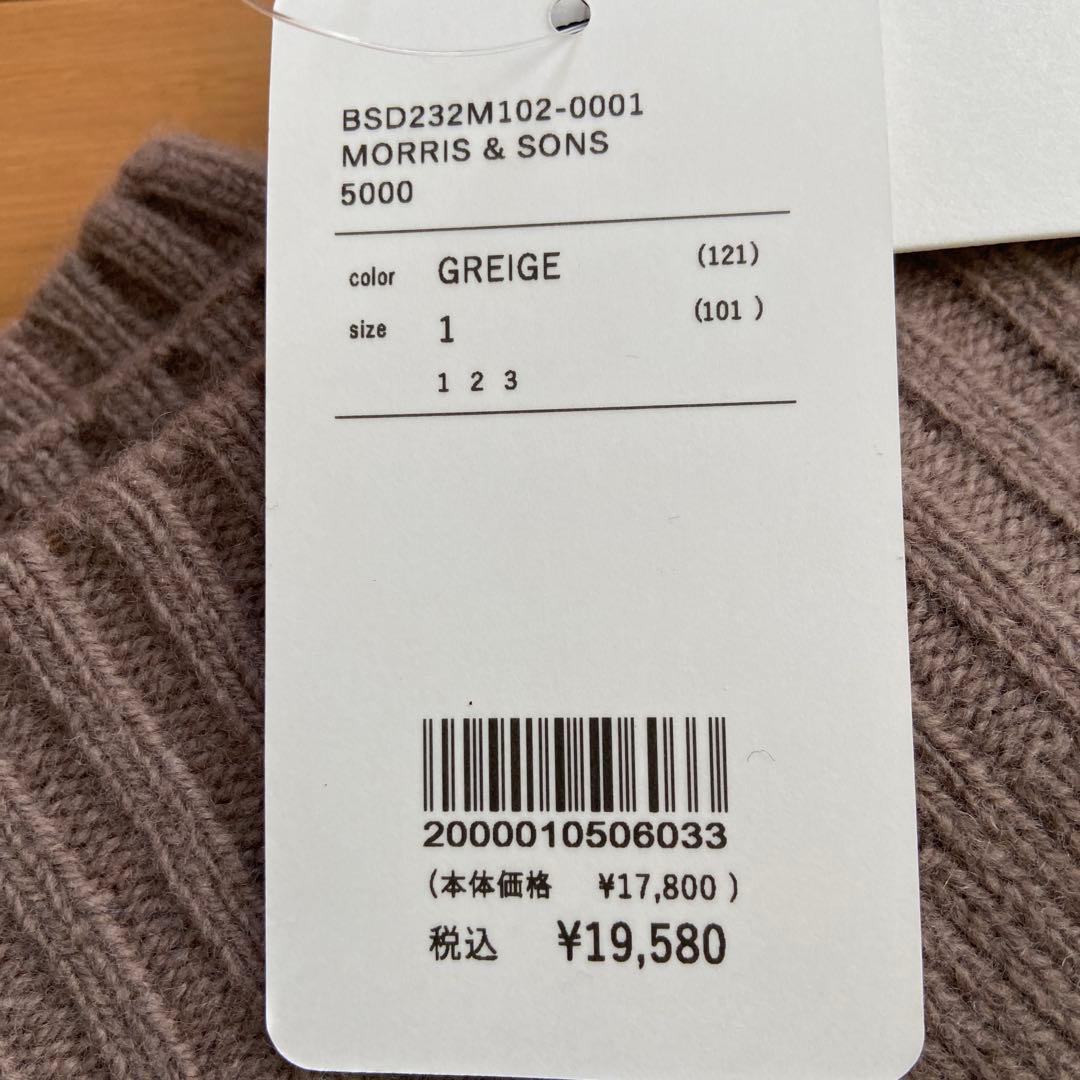 BSD232M102-0001
MORRIS & SONS
5000
color GREIGE (121)
size 1 (101 )
1 2 3
2000010506033
(本体価格 ¥17,800 )
税込 ¥19,580